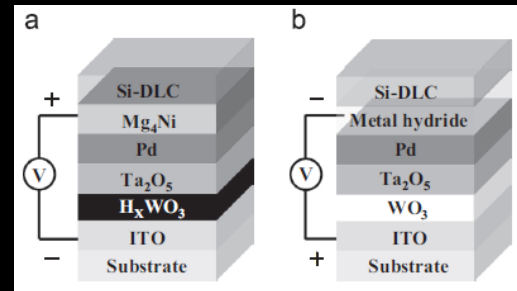 a
+
Si-DLC
Mg₄Ni
Pd
V
Ta₂O₅
HₓWO₃
ITO
−
Substrate
b
−
Si-DLC
Metal hydride
Pd
V
Ta₂O₅
WO₃
ITO
+
Substrate